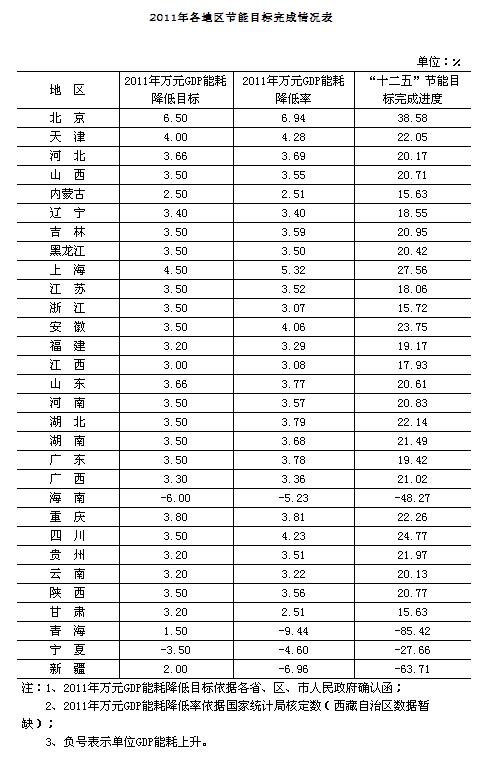 2011年各地区节能目标完成情况表
单位：%
地 区 2011年万元GDP能耗降低目标 2011年万元GDP能耗降低率 “十二五”节能目标完成进度
北 京 6.50 6.94 38.58
天 津 4.00 4.28 22.05
河 北 3.66 3.69 20.17
山 西 3.50 3.55 20.71
内蒙古 2.50 2.51 15.63
辽 宁 3.40 3.40 18.55
吉 林 3.50 3.59 20.95
黑龙江 3.50 3.50 20.42
上 海 4.50 5.32 27.56
江 苏 3.50 3.52 18.06
浙 江 3.50 3.07 15.72
安 徽 3.50 4.06 23.75
福 建 3.20 3.29 19.17
江 西 3.00 3.08 17.93
山 东 3.66 3.77 20.61
河 南 3.50 3.57 20.83
湖 北 3.50 3.79 22.14
湖 南 3.50 3.68 21.49
广 东 3.50 3.78 19.42
广 西 3.30 3.36 21.02
海 南 -6.00 -5.23 -48.27
重 庆 3.80 3.81 22.26
四 川 3.50 4.23 24.77
贵 州 3.20 3.51 21.97
云 南 3.20 3.22 20.13
陕 西 3.50 3.56 20.77
甘 肃 3.20 2.51 15.63
青 海 1.50 -9.44 -85.42
宁 夏 -3.50 -4.60 -27.66
新 疆 2.00 -6.96 -63.71
注：1、2011年万元GDP能耗降低目标依据各省、区、市人民政府确认函；
2、2011年万元GDP能耗降低率依据国家统计局核定数（西藏自治区数据暂
缺）；
3、负号表示单位GDP能耗上升。